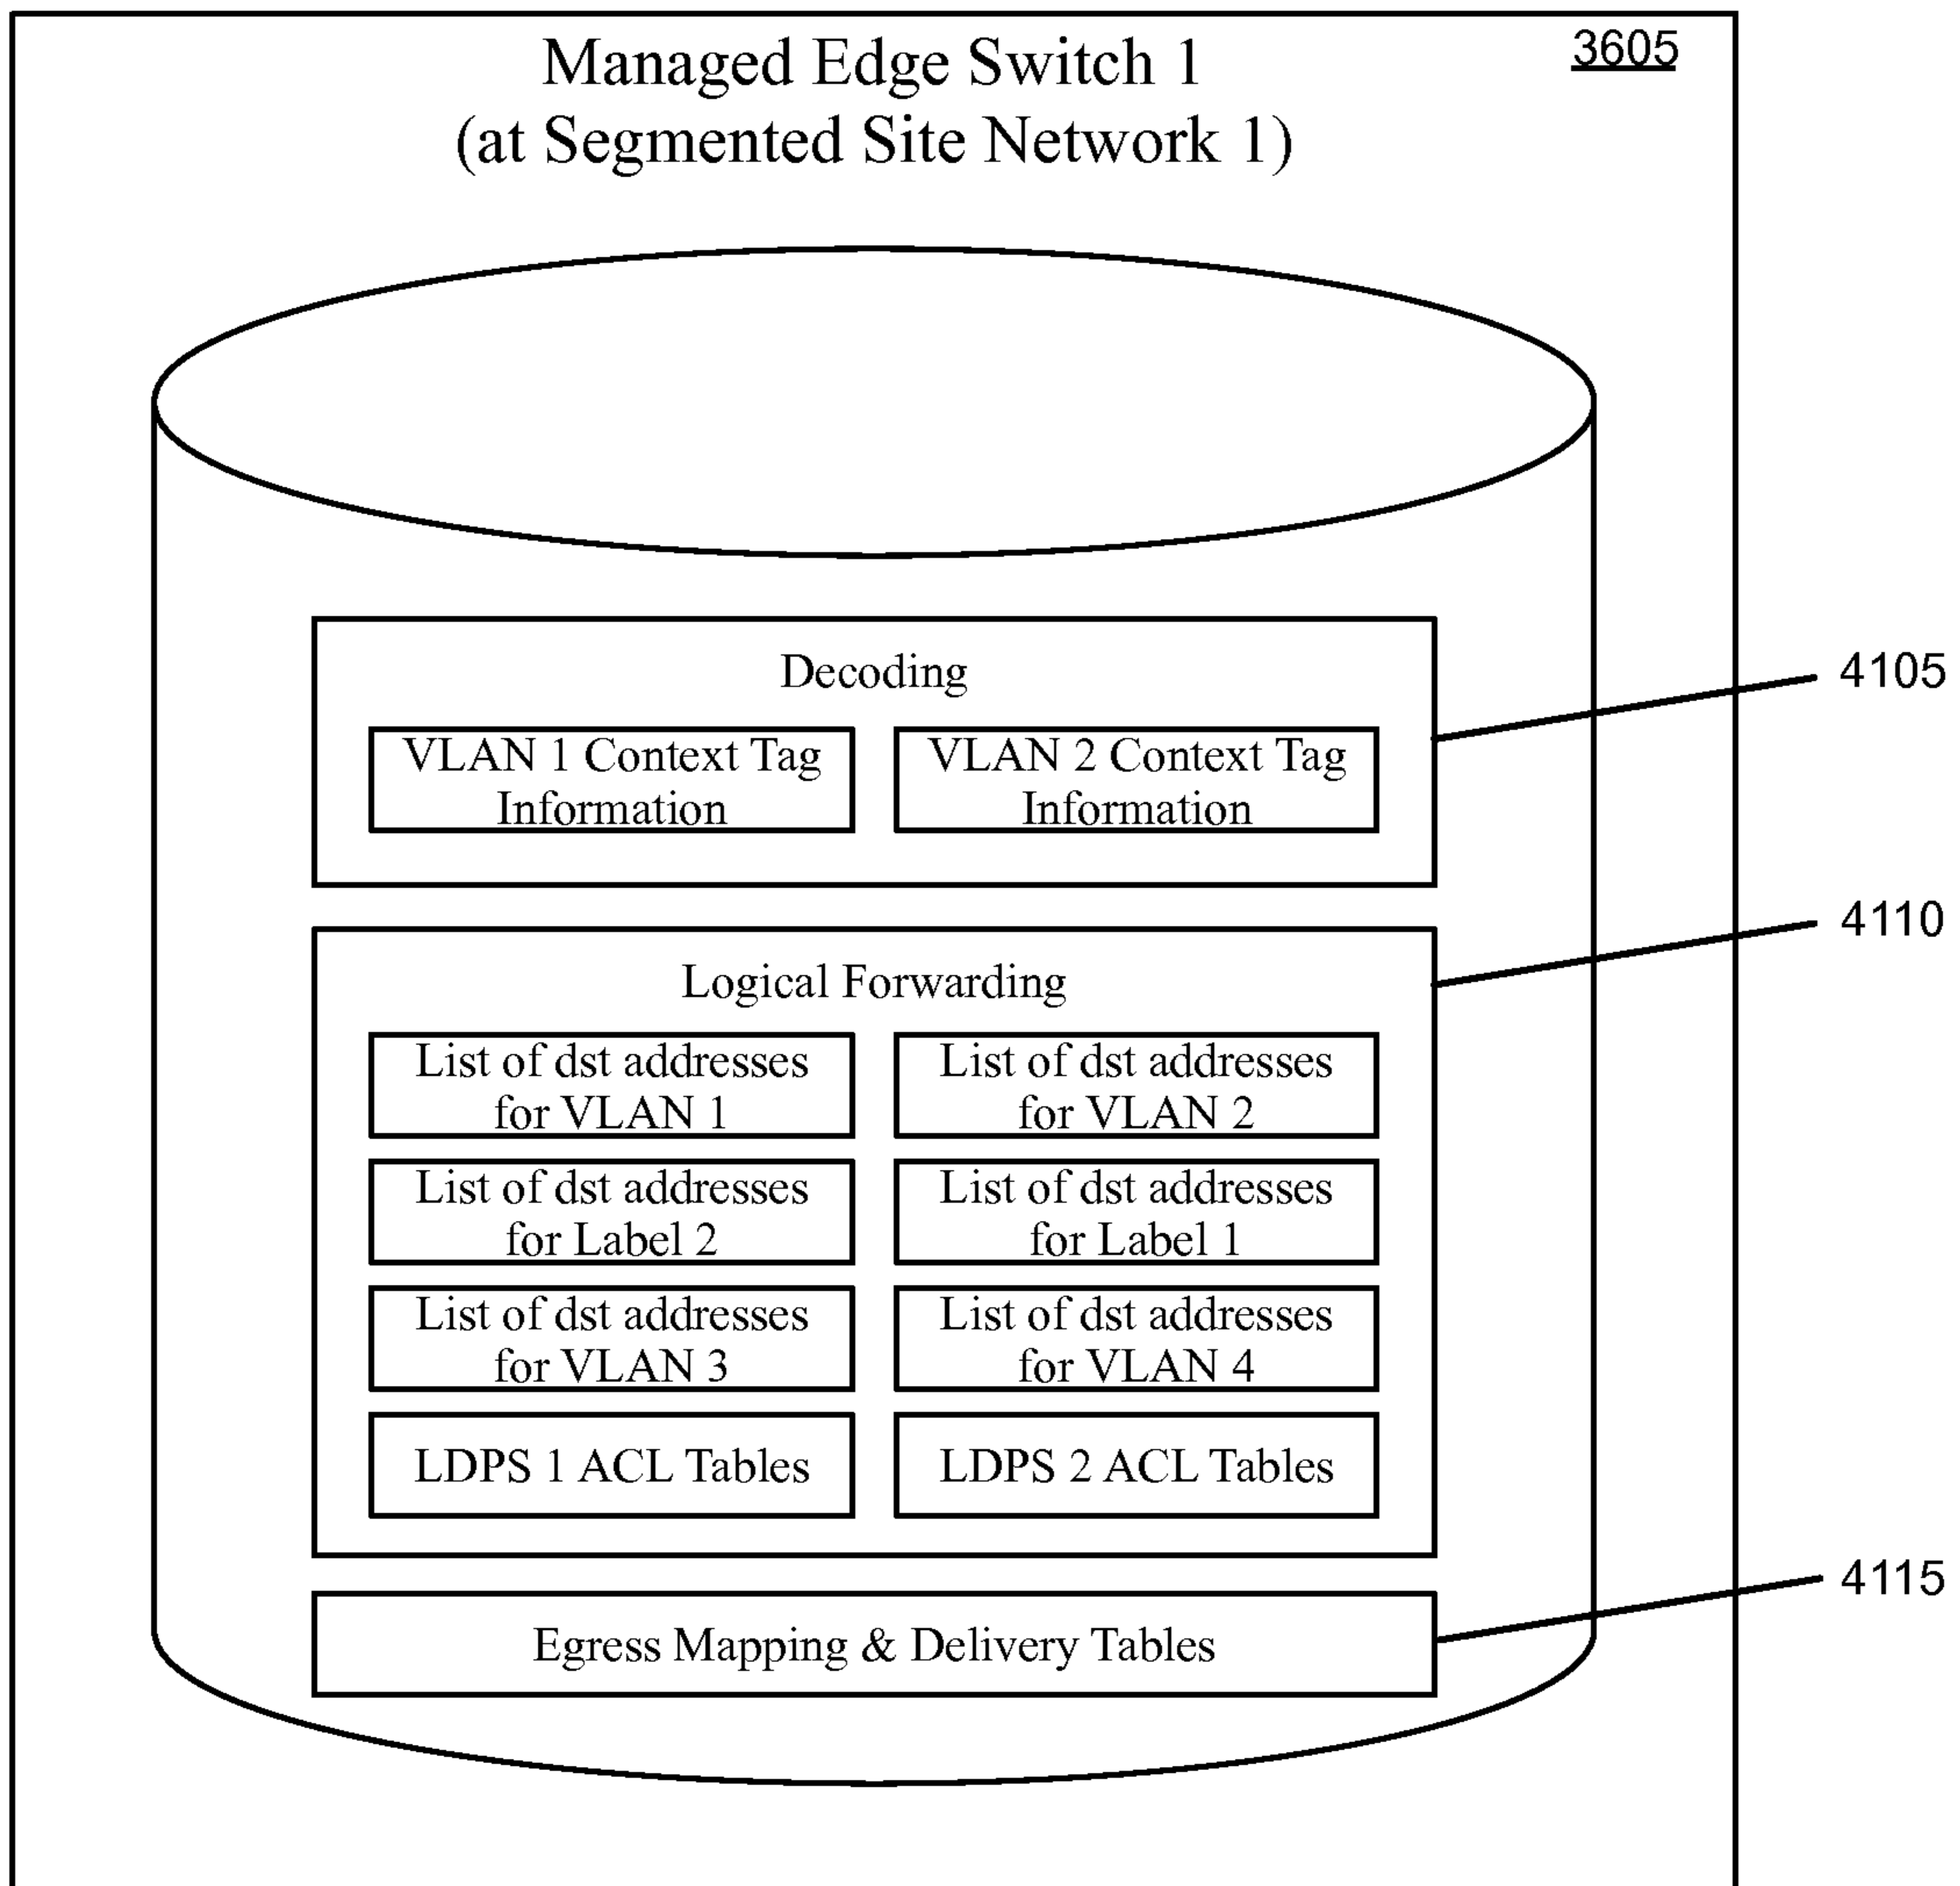 Managed Edge Switch 1
3605
(at Segmented Site Network 1)
Decoding
4105
VLAN 1 Context Tag
Information
VLAN 2 Context Tag
Information
4110
Logical Forwarding
List of dst addresses
for VLAN 1
List of dst addresses
for VLAN 2
List of dst addresses
for Label 2
List of dst addresses
for Label 1
List of dst addresses
for VLAN 3
List of dst addresses
for VLAN 4
LDPS 1 ACL Tables
LDPS 2 ACL Tables
4115
Egress Mapping & Delivery Tables